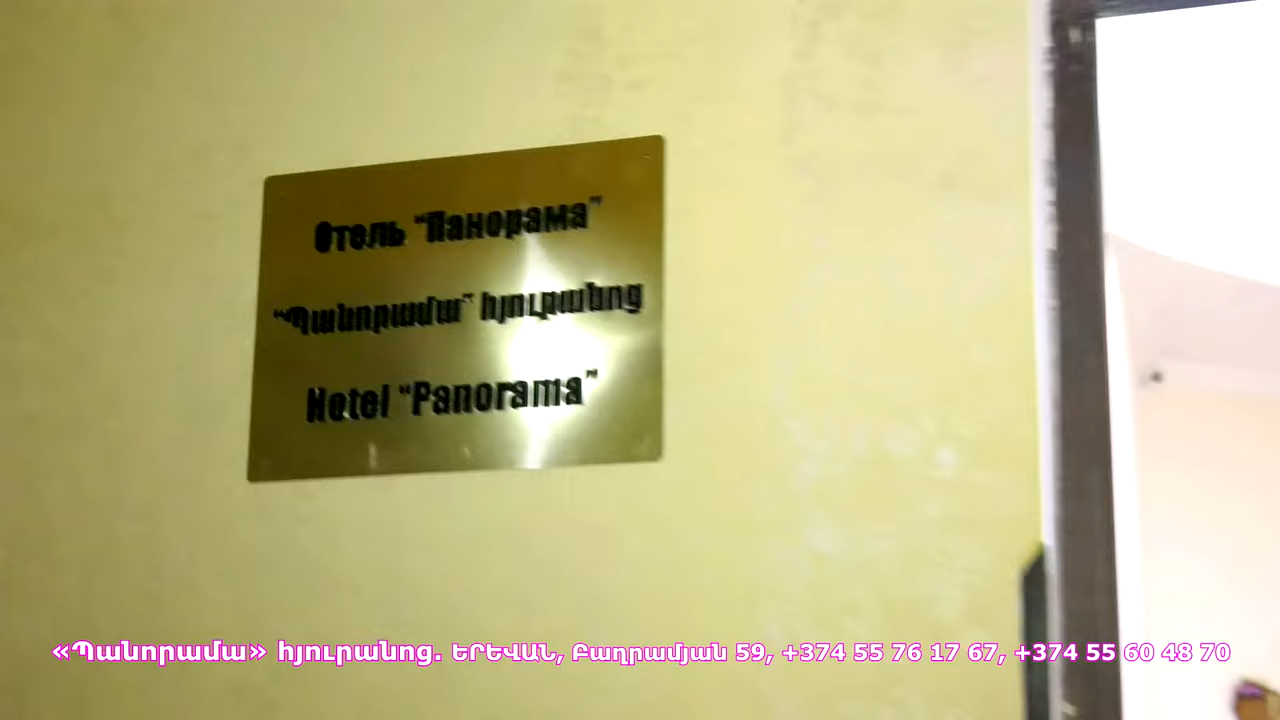 Отель “Панорама”
“Պանորամա” հյուրանոց
Hotel “Panorama”
«Պանորամա» հյուրանոց. ԵՐԵՎԱՆ, Բաղրամյան 59, +374 55 76 17 67, +374 55 60 48 70